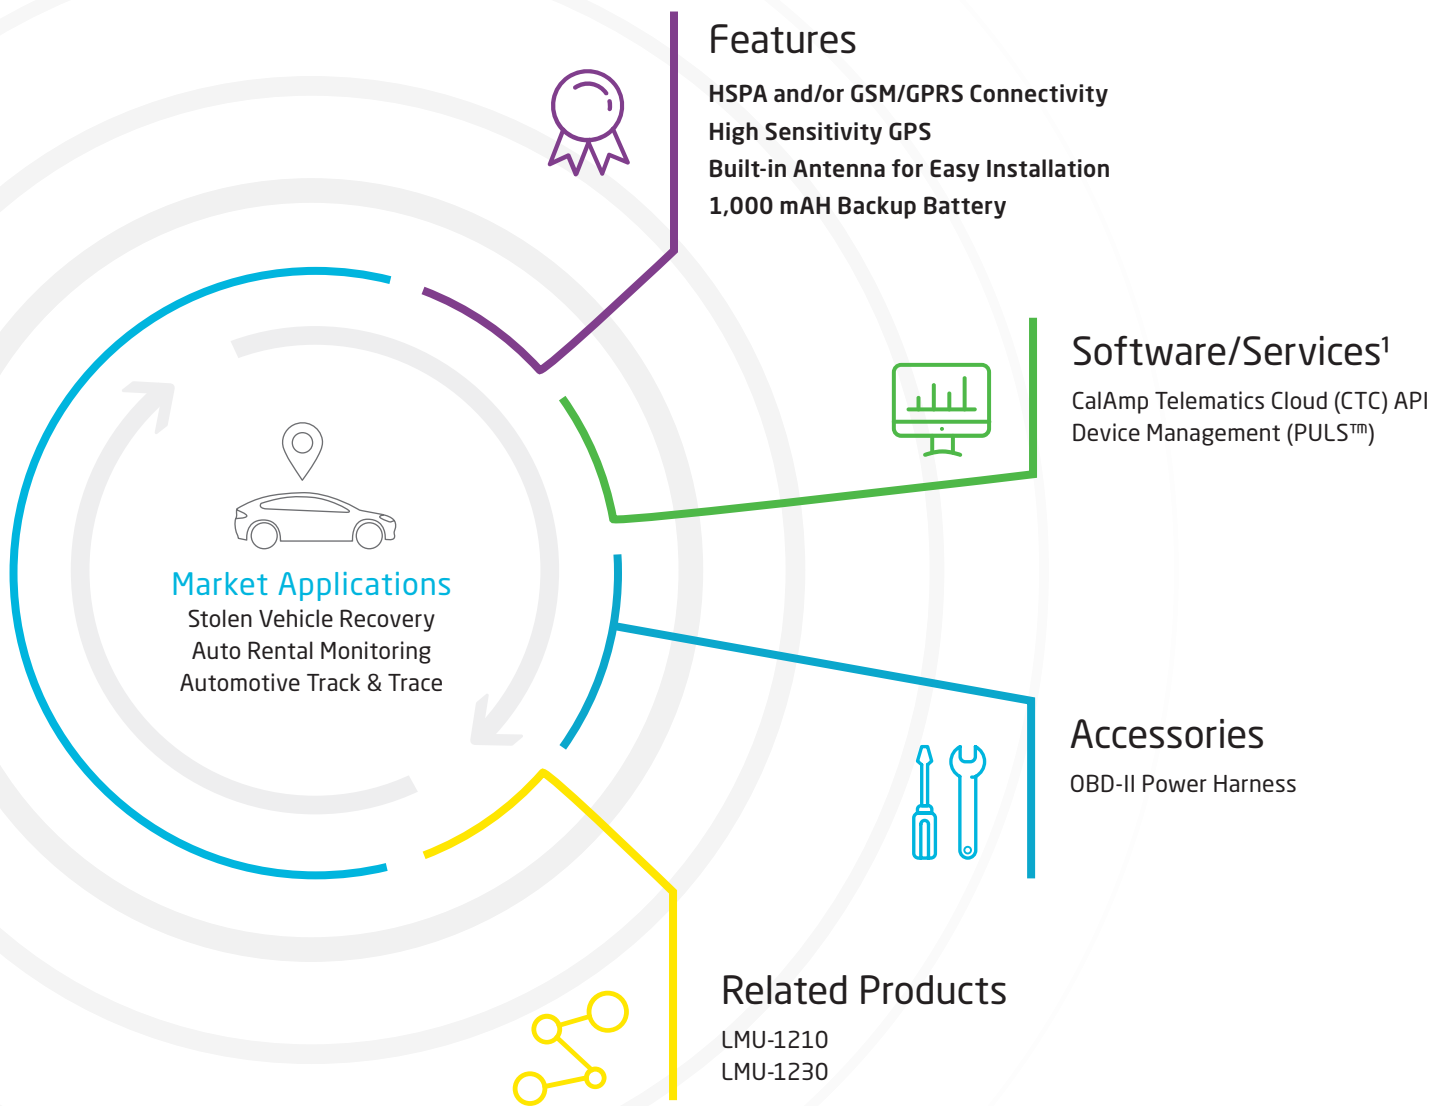 Features
HSPA and/or GSM/GPRS Connectivity
High Sensitivity GPS
Built-in Antenna for Easy Installation
1,000 mAH Backup Battery
Software/Services¹
CalAmp Telematics Cloud (CTC) API
Device Management (PULS™)
Market Applications
Stolen Vehicle Recovery
Auto Rental Monitoring
Automotive Track & Trace
Accessories
OBD-II Power Harness
Related Products
LMU-1210
LMU-1230